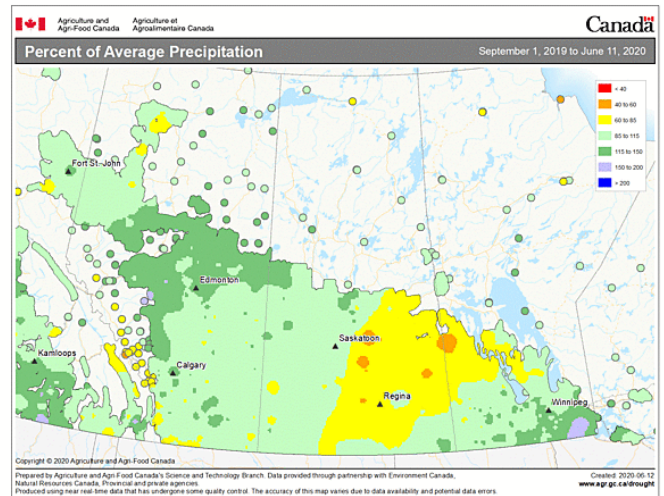 Agriculture and
Agri-Food Canada
Agriculture et
Agroalimentaire Canada
Canada
Percent of Average Precipitation
September 1, 2019 to June 11, 2020
< 40
40 to 60
60 to 85
85 to 115
115 to 150
150 to 200
> 200
Fort St. John
Edmonton
Saskatoon
Kamloops
Calgary
Regina
Winnipeg
Copyright © 2020 Agriculture and Agri-Food Canada
Prepared by Agriculture and Agri-Food Canada's Science and Technology Branch. Data provided through partnership with Environment Canada,
Natural Resources Canada, Provincial and private agencies.
Produced using near real-time data that has undergone some quality control. The accuracy of this map varies due to data availability and potential data errors.
Created: 2020-06-12
www.agr.gc.ca/drought